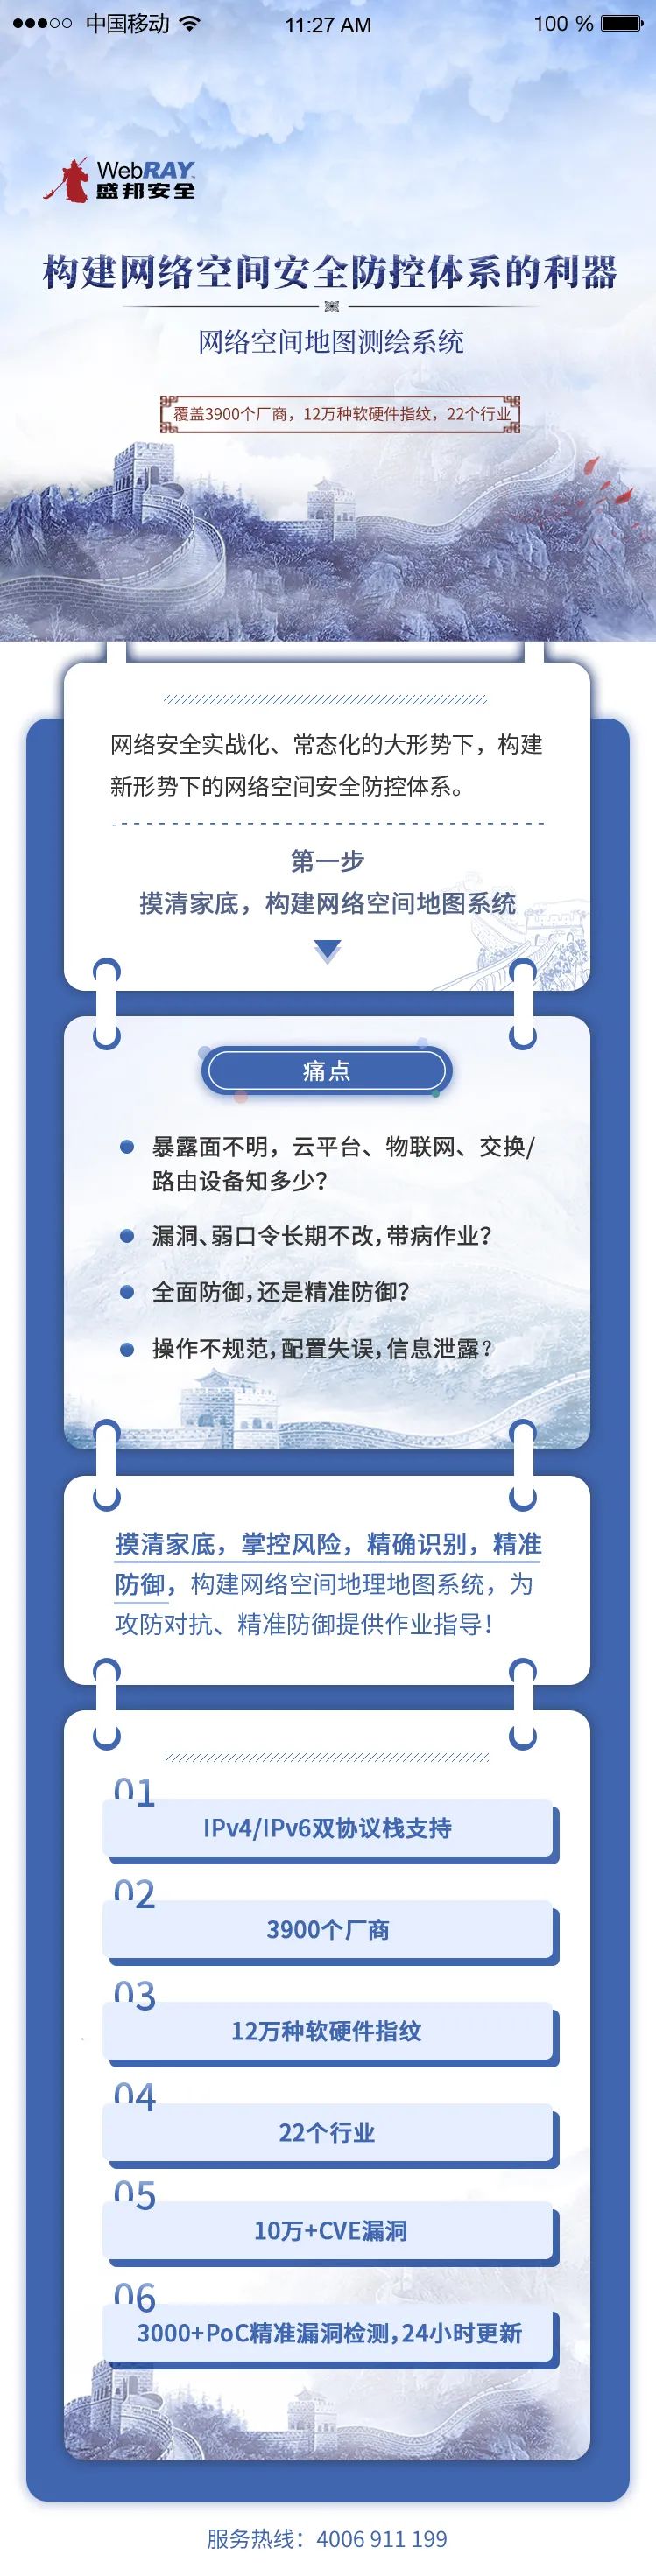 中国移动
11:27 AM
100 %
WebRAY
盛邦安全
构建网络空间安全防控体系的利器
网络空间地图测绘系统
覆盖3900个厂商，12万种软硬件指纹，22个行业
网络安全实战化、常态化的大形势下，构建
新形势下的网络空间安全防控体系。
第一步
摸清家底，构建网络空间地图系统
痛点
暴露面不明，云平台、物联网、交换/
路由设备知多少？
漏洞、弱口令长期不改，带病作业？
全面防御，还是精准防御？
操作不规范，配置失误，信息泄露？
摸清家底，掌控风险，精确识别，精准
防御，构建网络空间地理地图系统，为
攻防对抗、精准防御提供作业指导！
01
IPv4/IPv6双协议栈支持
02
3900个厂商
03
12万种软硬件指纹
04
22个行业
05
10万+CVE漏洞
06
3000+PoC精准漏洞检测，24小时更新
服务热线：4006 911 199